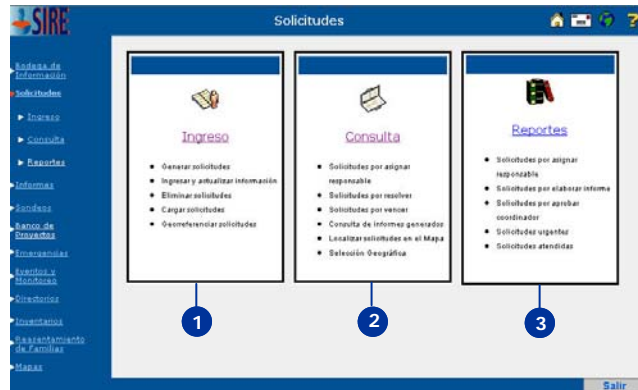 SIRE
Solicitudes
?
Bodega de
Información
Solicitudes
Ingreso
Consulta
Reportes
Informes
Sondeos
Banco de
Proyectos
Emergencias
Eventos y
Monitoreo
Directorios
Inventarios
Reasentamiento
de Familias
Mapas
Ingreso
Generar solicitudes
Ingresar y actualizar información
Eliminar solicitudes
Cargar solicitudes
Georeferenciar solicitudes
1
Consulta
Solicitudes por asignar
responsable
Solicitudes por resolver
Solicitudes por vencer
Consulta de informes generados
Localizar solicitudes en el Mapa
Selección Geográfica
2
Reportes
Solicitudes por asignar
responsable
Solicitudes por elaborar informe
Solicitudes por aprobar
coordinador
Solicitudes urgentes
Solicitudes atendidas
3
Salir